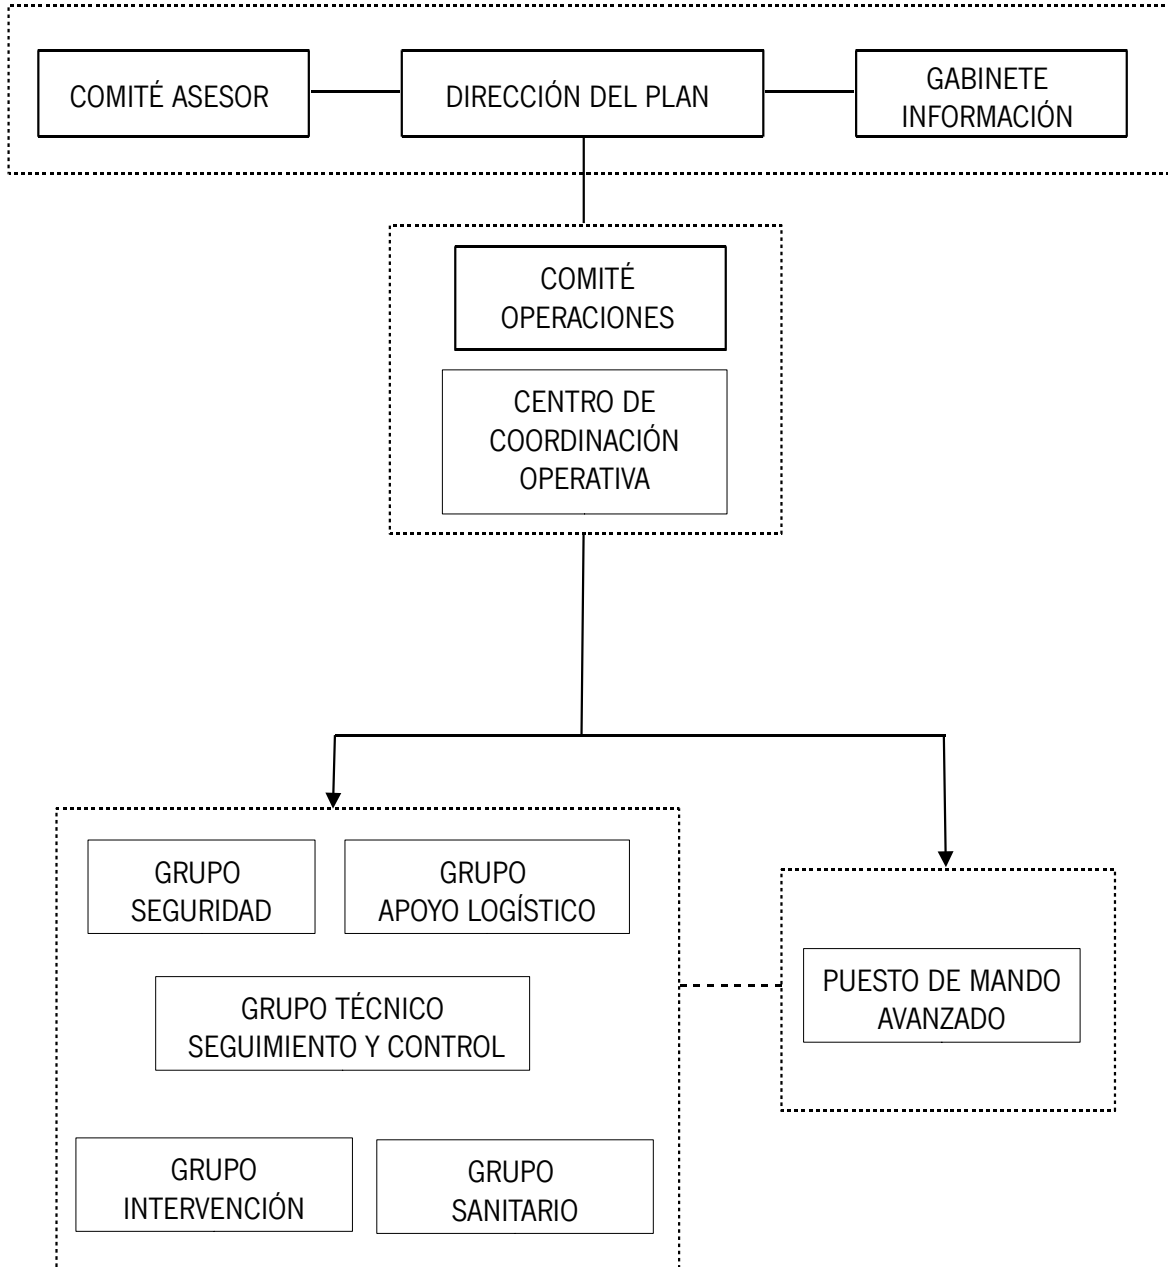 COMITÉ ASESOR
DIRECCIÓN DEL PLAN
GABINETE
INFORMACIÓN
COMITÉ
OPERACIONES
CENTRO DE
COORDINACIÓN
OPERATIVA
GRUPO
SEGURIDAD
GRUPO
APOYO LOGÍSTICO
GRUPO TÉCNICO
SEGUIMIENTO Y CONTROL
PUESTO DE MANDO
AVANZADO
GRUPO
INTERVENCIÓN
GRUPO
SANITARIO